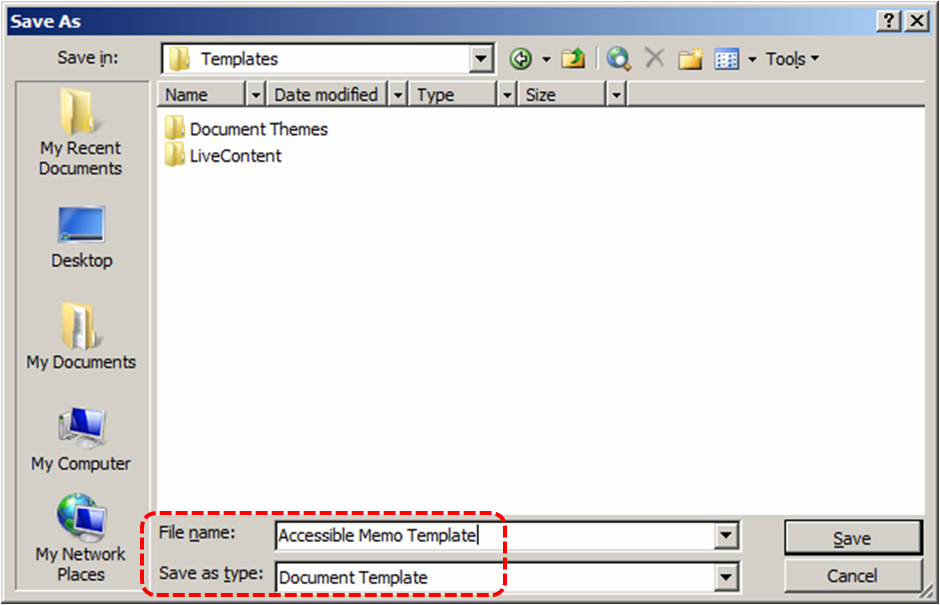 Save As
?
Save in: Templates Tools
Name Date modified Type Size
Document Themes
LiveContent
My Recent
Documents
Desktop
My Documents
My Computer
My Network
Places
File name: Accessible Memo Template Save
Save as type: Document Template Cancel